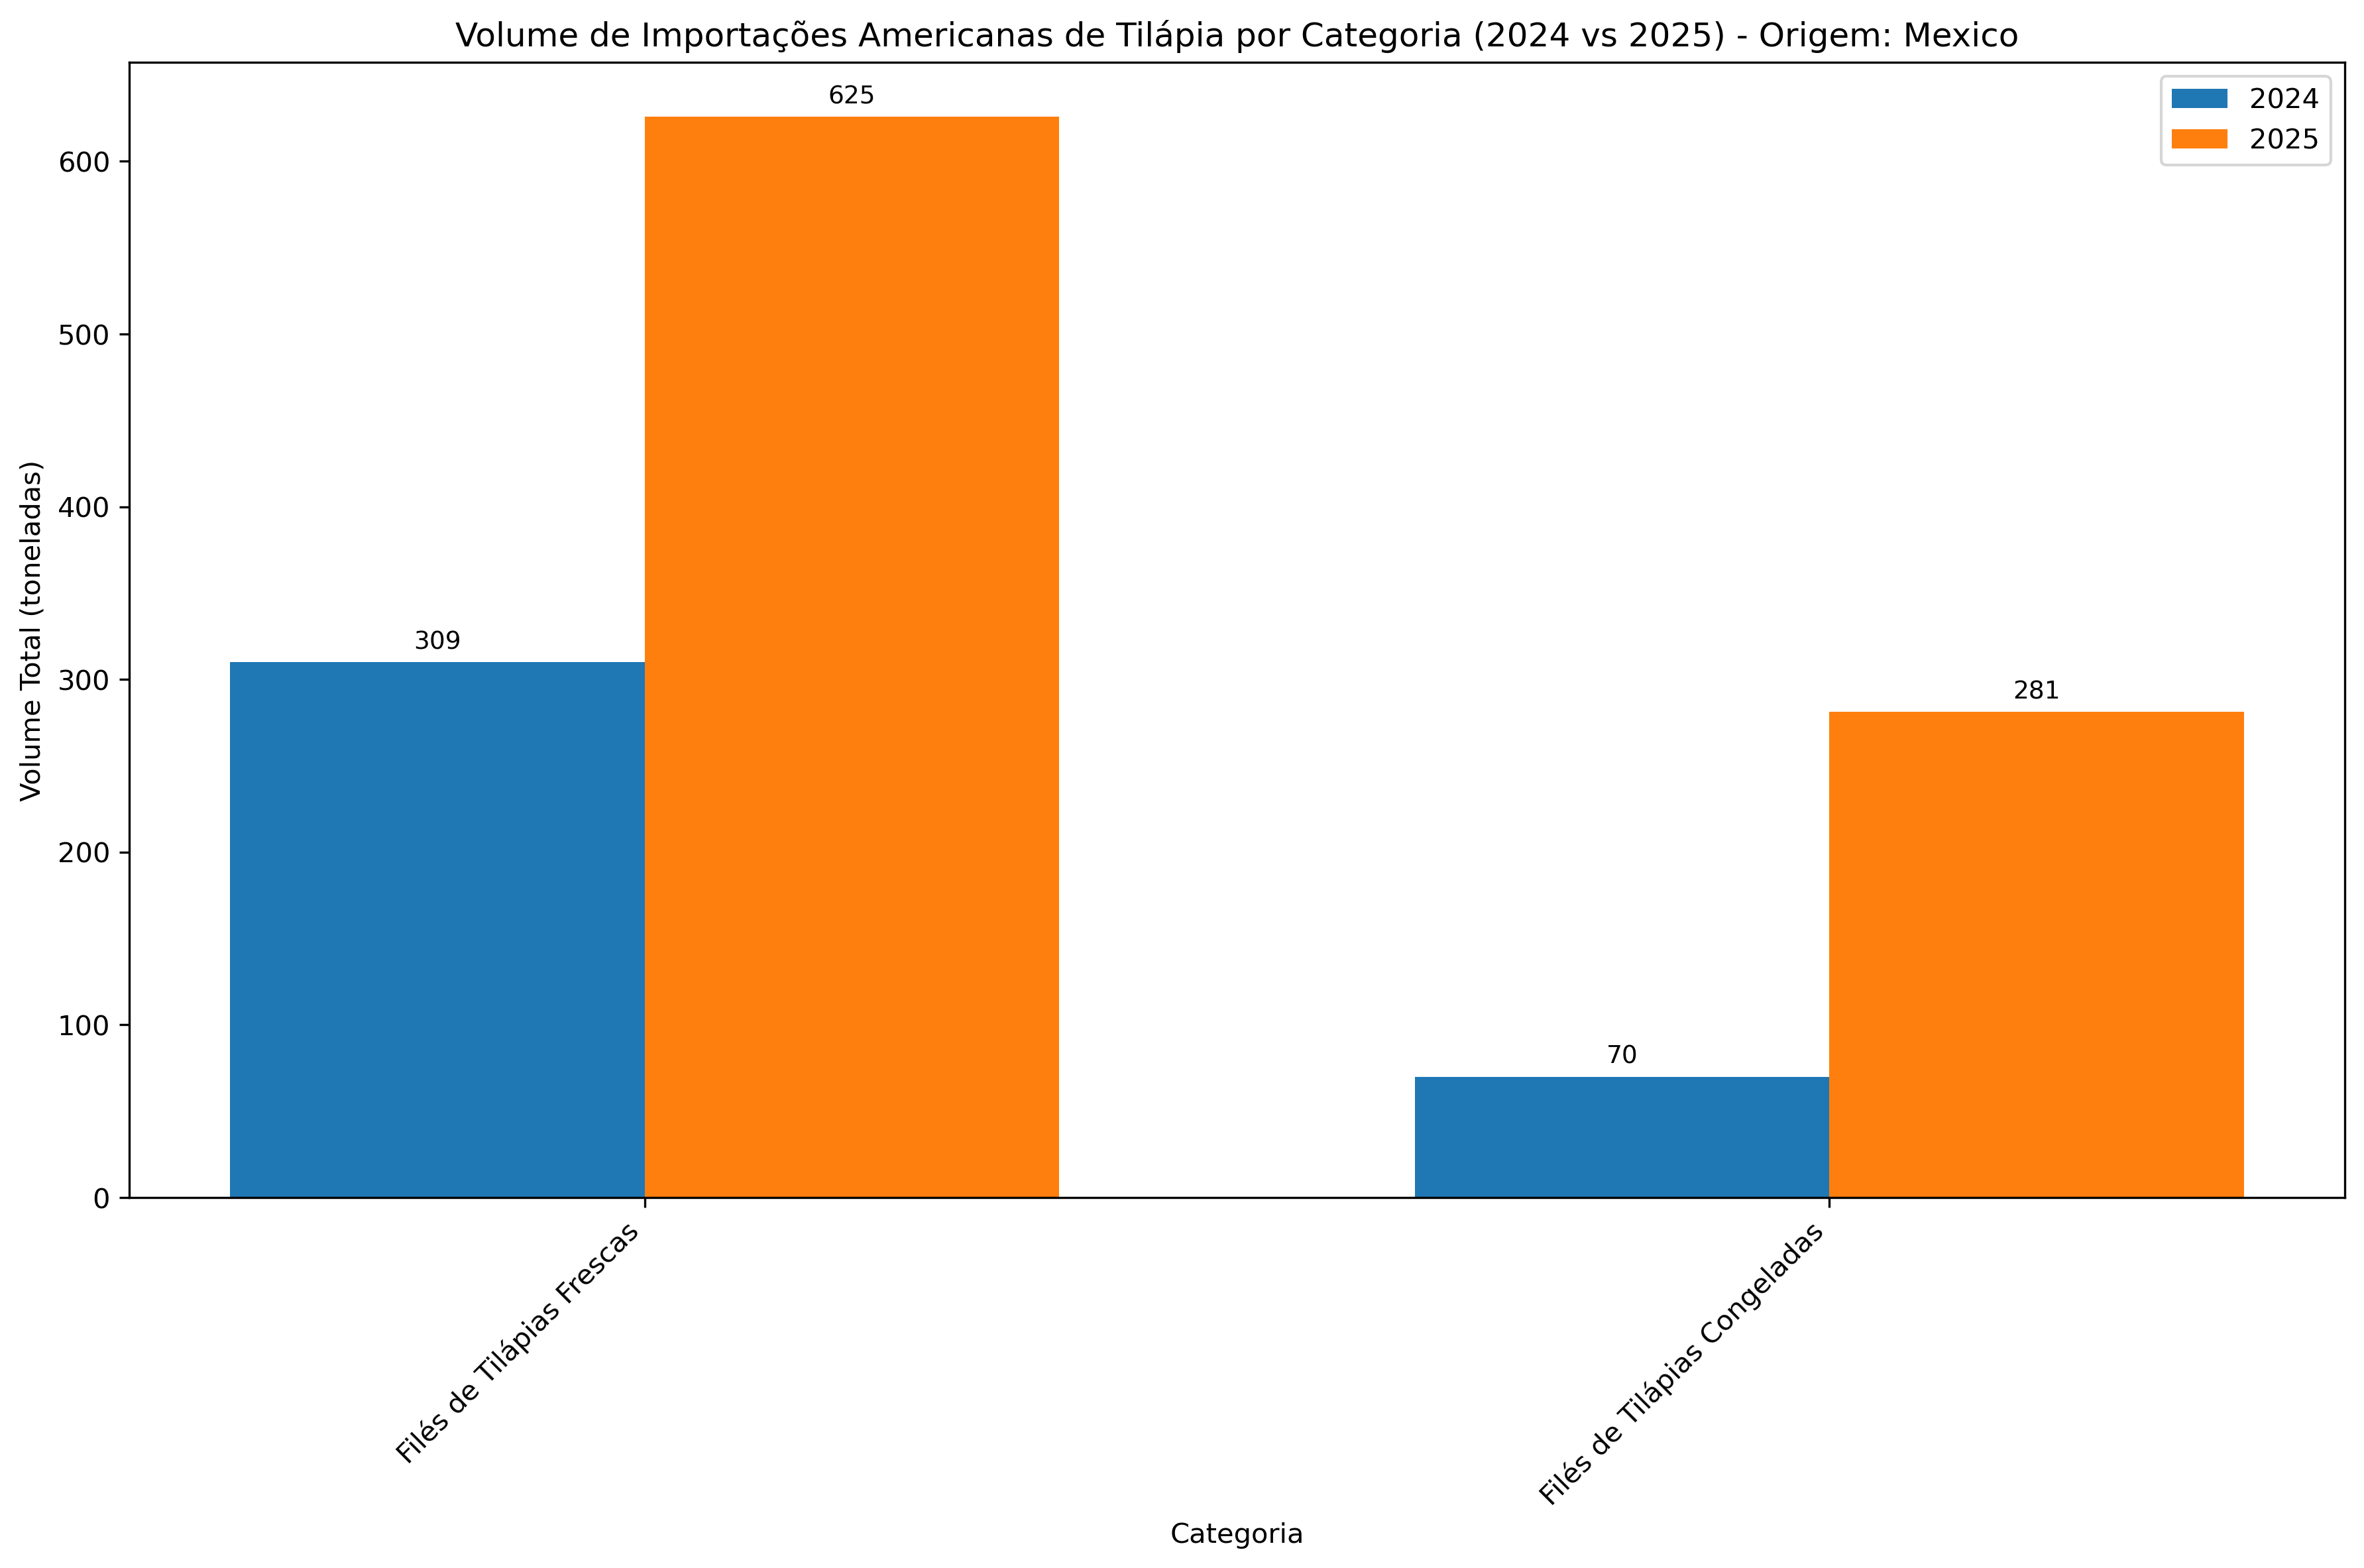 Volume de Importações Americanas de Tilápia por Categoria (2024 vs 2025) - Origem: Mexico
2024
2025
Volume Total (toneladas)
600
500
400
300
200
100
0
309
625
70
281
Filés de Tilápias Frescas
Filés de Tilápias Congeladas
Categoria